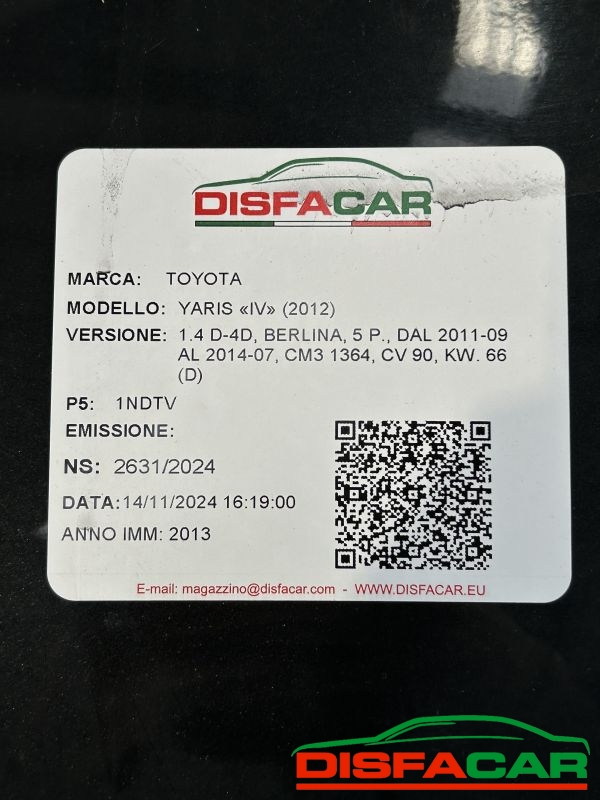 DISFACAR
MARCA: TOYOTA
MODELLO: YARIS «IV» (2012)
VERSIONE: 1.4 D-4D, BERLINA, 5 P., DAL 2011-09
AL 2014-07, CM3 1364, CV 90, KW. 66
(D)
P5: 1NDTV
EMISSIONE:
NS: 2631/2024
DATA:14/11/2024 16:19:00
ANNO IMM: 2013
E-mail: magazzino@disfacar.com - WWW.DISFACAR.EU
DISFACAR